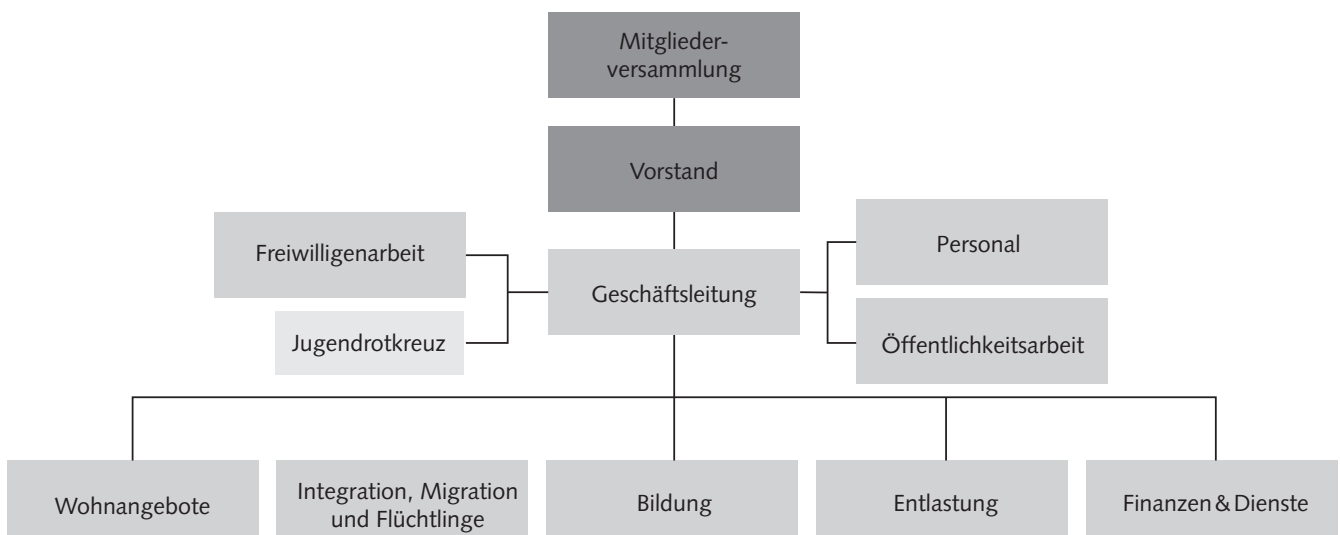 Mitglieder-
versammlung
Vorstand
Freiwilligenarbeit
Personal
Geschäftsleitung
Jugendrotkreuz
Öffentlichkeitsarbeit
Wohnangebote
Integration, Migration
und Flüchtlinge
Bildung
Entlastung
Finanzen & Dienste